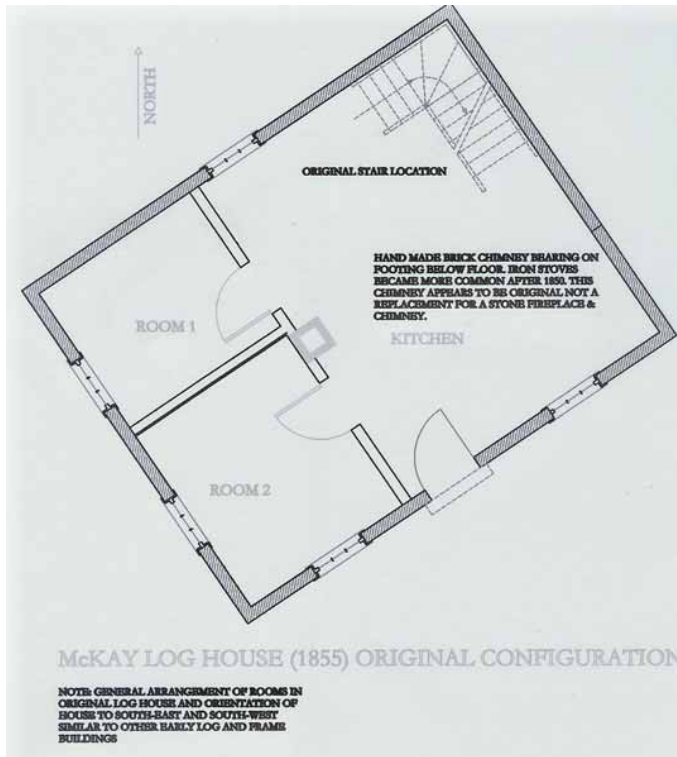 NORTH
ORIGINAL STAIR LOCATION
HAND MADE BRICK CHIMNEY BEARING ON
FOOTING BELOW FLOOR. IRON STOVES
BECAME MORE COMMON AFTER 1850. THIS
CHIMNEY APPEARS TO BE ORIGINAL NOT A
REPLACEMENT FOR A STONE FIREPLACE &
CHIMNEY.
ROOM 1
KITCHEN
ROOM 2
McKAY LOG HOUSE (1855) ORIGINAL CONFIGURATION
NOTE: GENERAL ARRANGEMENT OF ROOMS IN
ORIGINAL LOG HOUSE AND ORIENTATION OF
HOUSE TO SOUTH-EAST AND SOUTH-WEST
SIMILAR TO OTHER EARLY LOG AND FRAME
BUILDINGS